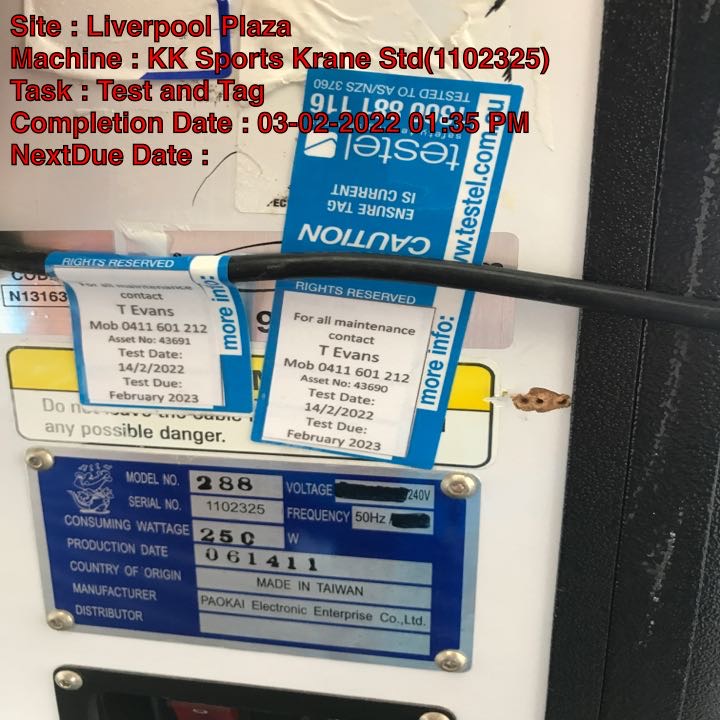 Site : Liverpool Plaza
Machine : KK Sports Krane Std(1102325)
Task : Test and Tag
Completion Date : 03-02-2022 01:35 PM
NextDue Date :
TESTED TO AS/NZS 3760
1300 881 116
testel
safety
www.testel.com.au
ENSURE TAG
IS CURRENT
CAUTION
N13163
RIGHTS RESERVED
more info:
For all maintenance
contact
T Evans
Mob 0411 601 212
Asset No: 43691
Test Date:
14/2/2022
Test Due:
February 2023
RIGHTS RESERVED
more info:
For all maintenance
contact
T Evans
Mob 0411 601 212
Asset No: 43690
Test Date:
14/2/2022
Test Due:
February 2023
any possible danger.
MODEL NO. 288
SERIAL NO. 1102325
VOLTAGE 240V
FREQUENCY 50Hz
CONSUMING WATTAGE 250 W
PRODUCTION DATE 061411
COUNTRY OF ORIGIN MADE IN TAIWAN
MANUFACTURER PAOKAI Electronic Enterprise Co.,Ltd.
DISTRIBUTOR